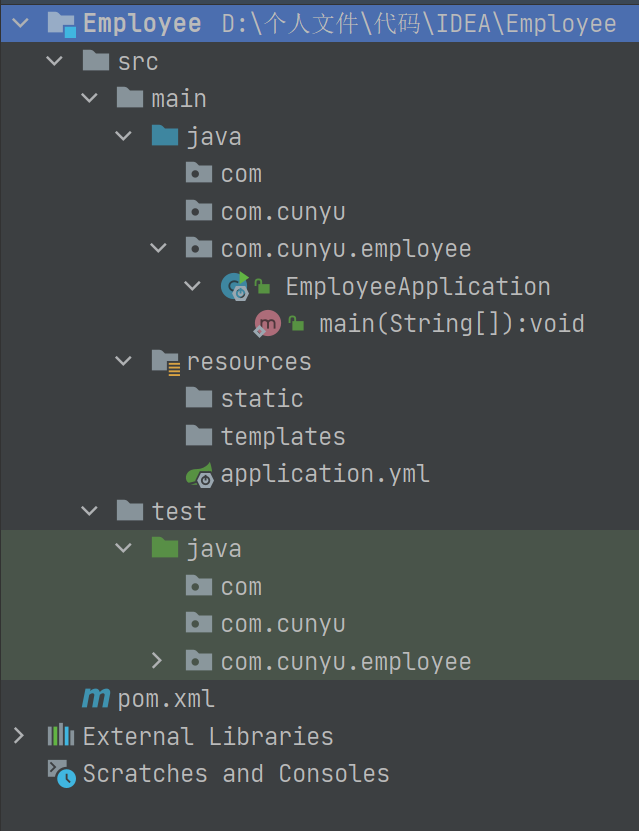 Employee D:\个人文件\代码\IDEA\Employee
src
main
java
com
com.cunyu
com.cunyu.employee
EmployeeApplication
main(String[]):void
resources
static
templates
application.yml
test
java
com
com.cunyu
com.cunyu.employee
pom.xml
External Libraries
Scratches and Consoles